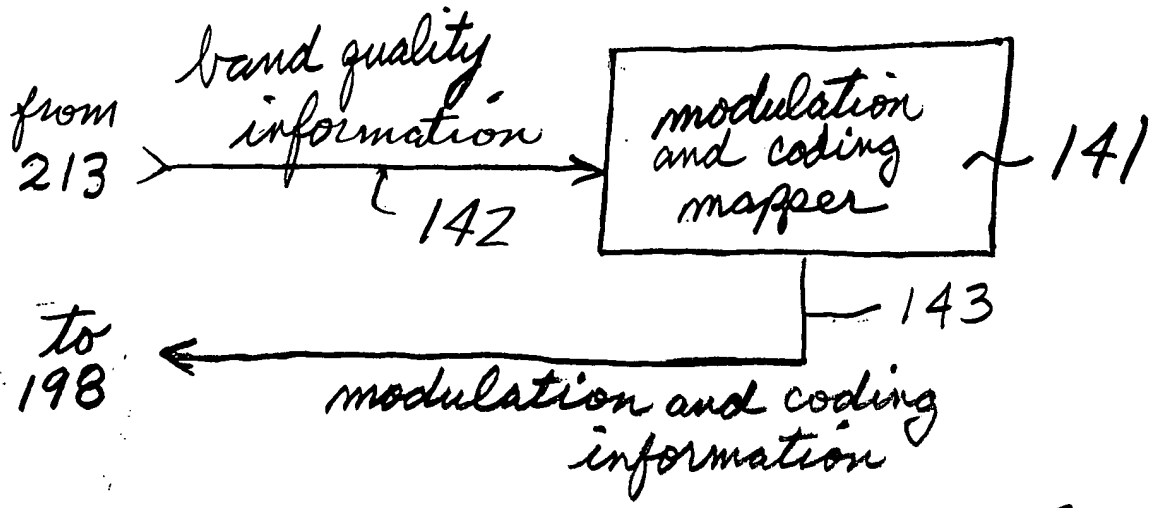 band quality
information
from
213
142
modulation
and coding
mapper
141
143
to
198
modulation and coding
information